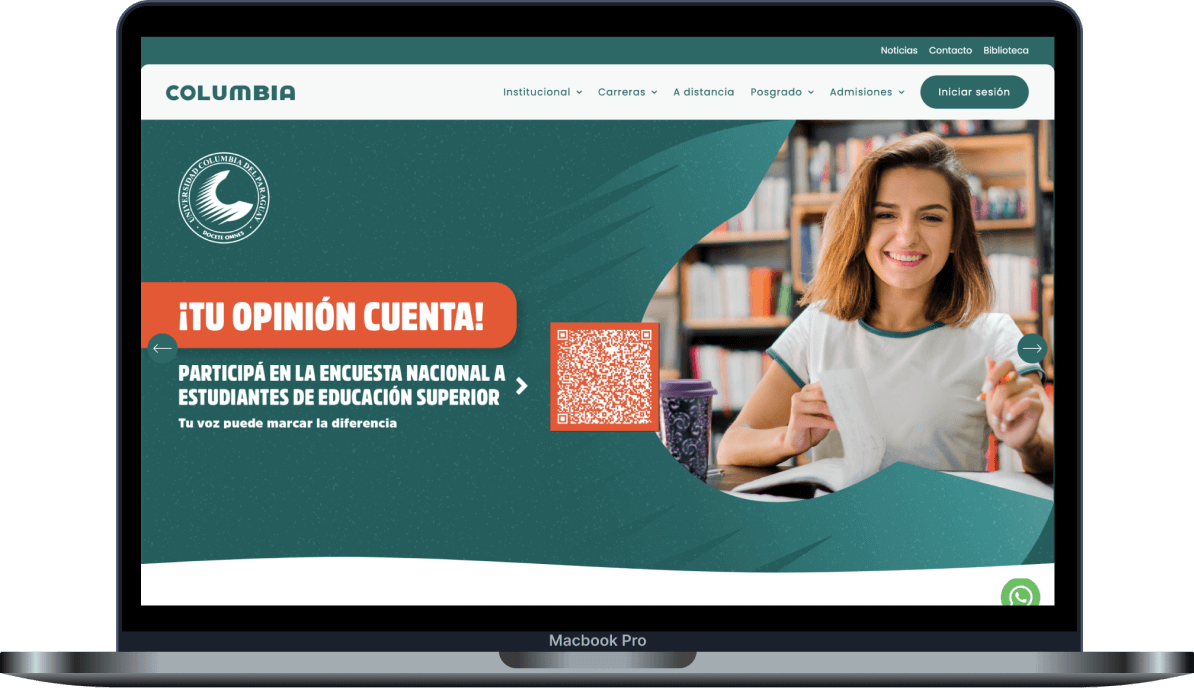 Noticias Contacto Biblioteca
COLUMBIA Institucional Carreras A distancia Posgrado Admisiones Iniciar sesión
UNIVERSIDAD COLUMBIA DEL PARAGUAY
DOCETE OMNES
¡TU OPINIÓN CUENTA!
PARTICIPÁ EN LA ENCUESTA NACIONAL A
ESTUDIANTES DE EDUCACIÓN SUPERIOR
Tu voz puede marcar la diferencia
Macbook Pro